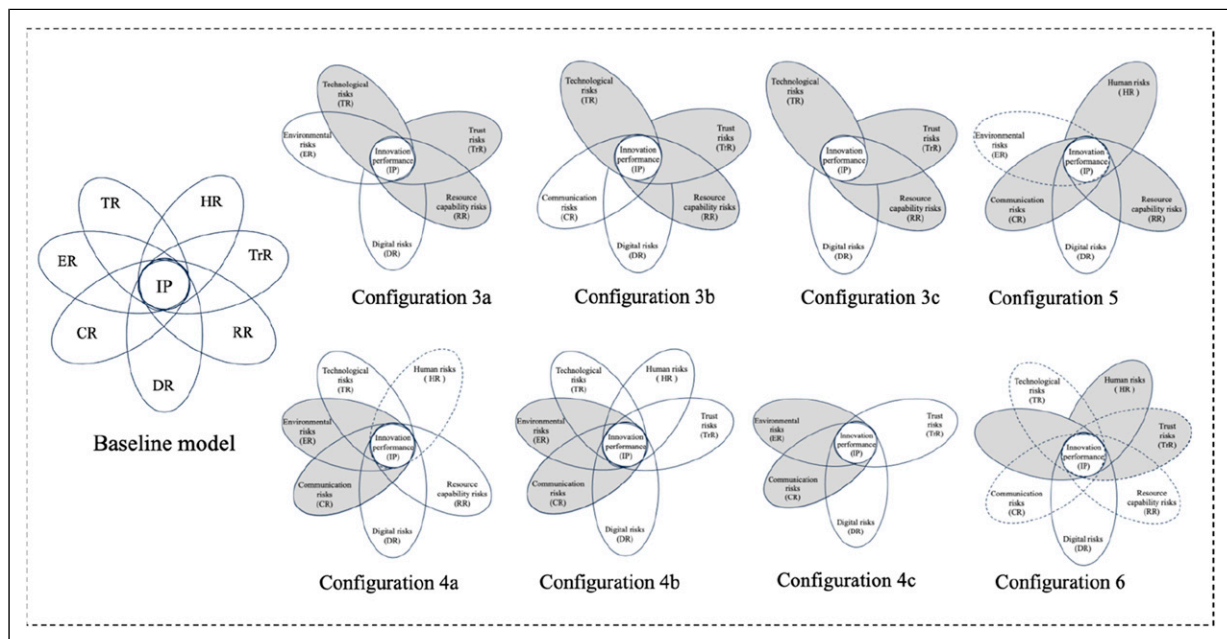 TR
HR
ER
TrR
IP
CR
RR
DR
Baseline model
Technological
risks
(TR)
Environmental
risks
(ER)
Trust
risks
(TrR)
Innovation
performance
(IP)
Resource
capability risks
(RR)
Digital risks
(DR)
Configuration 3a
Technological
risks
(TR)
Trust
risks
(TrR)
Innovation
performance
(IP)
Communication
risks
(CR)
Resource
capability risks
(RR)
Digital risks
(DR)
Configuration 3b
Technological
risks
(TR)
Trust
risks
(TrR)
Innovation
performance
(IP)
Resource
capability risks
(RR)
Digital risks
(DR)
Configuration 3c
Human risks
( HR )
Environmental
risks
(ER)
Innovation
performance
(IP)
Communication
risks
(CR)
Resource
capability risks
(RR)
Digital risks
(DR)
Configuration 5
Technological
risks
(TR)
Human risks
( HR )
Environmental
risks
(ER)
Innovation
performance
(IP)
Communication
risks
(CR)
Resource
capability risks
(RR)
Digital risks
(DR)
Configuration 4a
Technological
risks
(TR)
Human risks
( HR )
Environmental
risks
(ER)
Trust
risks
(TrR)
Innovation
performance
(IP)
Communication
risks
(CR)
Digital risks
(DR)
Configuration 4b
Environmental
risks
(ER)
Trust
risks
(TrR)
Innovation
performance
(IP)
Communication
risks
(CR)
Digital risks
(DR)
Configuration 4c
Technological
risks
(TR)
Human risks
( HR )
Trust
risks
(TrR)
Innovation
performance
(IP)
Communication
risks
(CR)
Resource
capability risks
(RR)
Digital risks
(DR)
Configuration 6